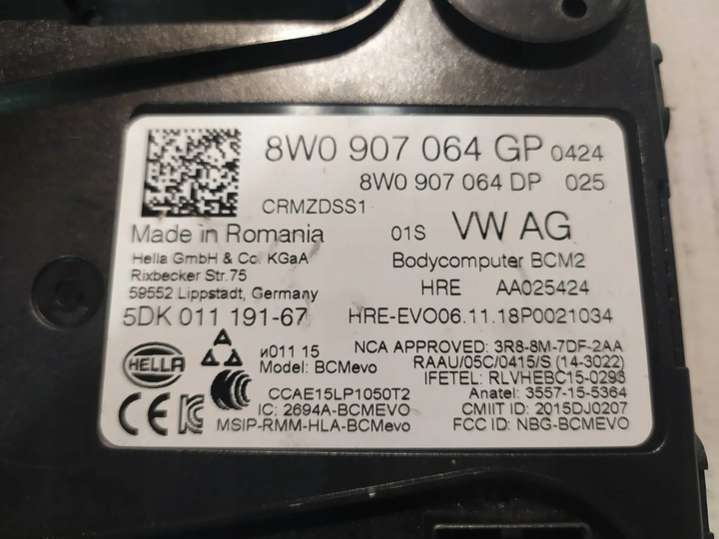 8W0 907 064 GP 0424
8W0 907 064 DP 025
CRMZDSS1
Made in Romania 01S VW AG
Hella GmbH & Co. KGaA Bodycomputer BCM2
Rixbecker Str.75
59552 Lippstadt, Germany HRE AA025424
5DK 011 191-67 HRE-EVO06.11.18P0021034
HELLA
и011 15 NCA APPROVED: 3R8-8M-7DF-2AA
Model: BCMevo RAAU/05C/0415/S (14-3022)
IFETEL: RLVHEBC15-0293
CCAE15LP1050T2 Anatel: 3557-15-5364
CE IC: 2694A-BCMEVO CMIIT ID: 2015DJ0207
MSIP-RMM-HLA-BCMevo FCC ID: NBG-BCMEVO